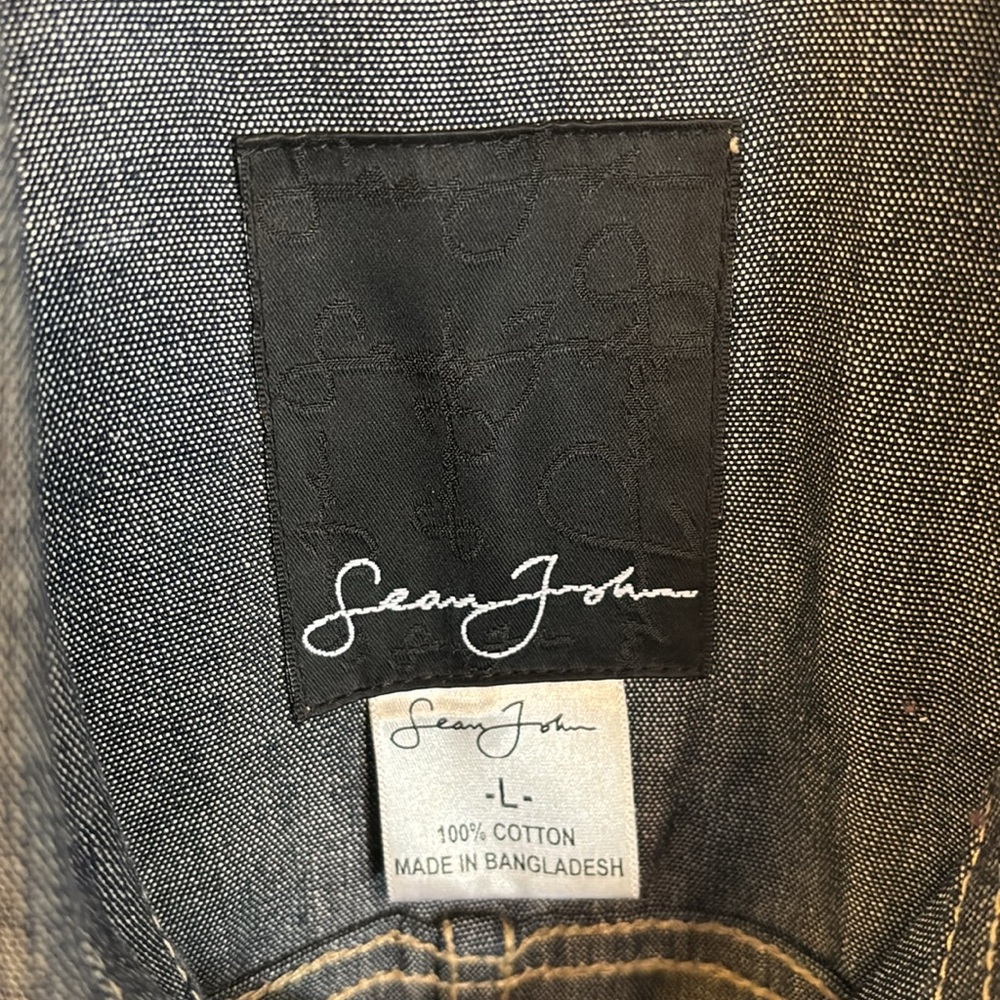 Sean John
Sean John
-L-
100% COTTON
MADE IN BANGLADESH